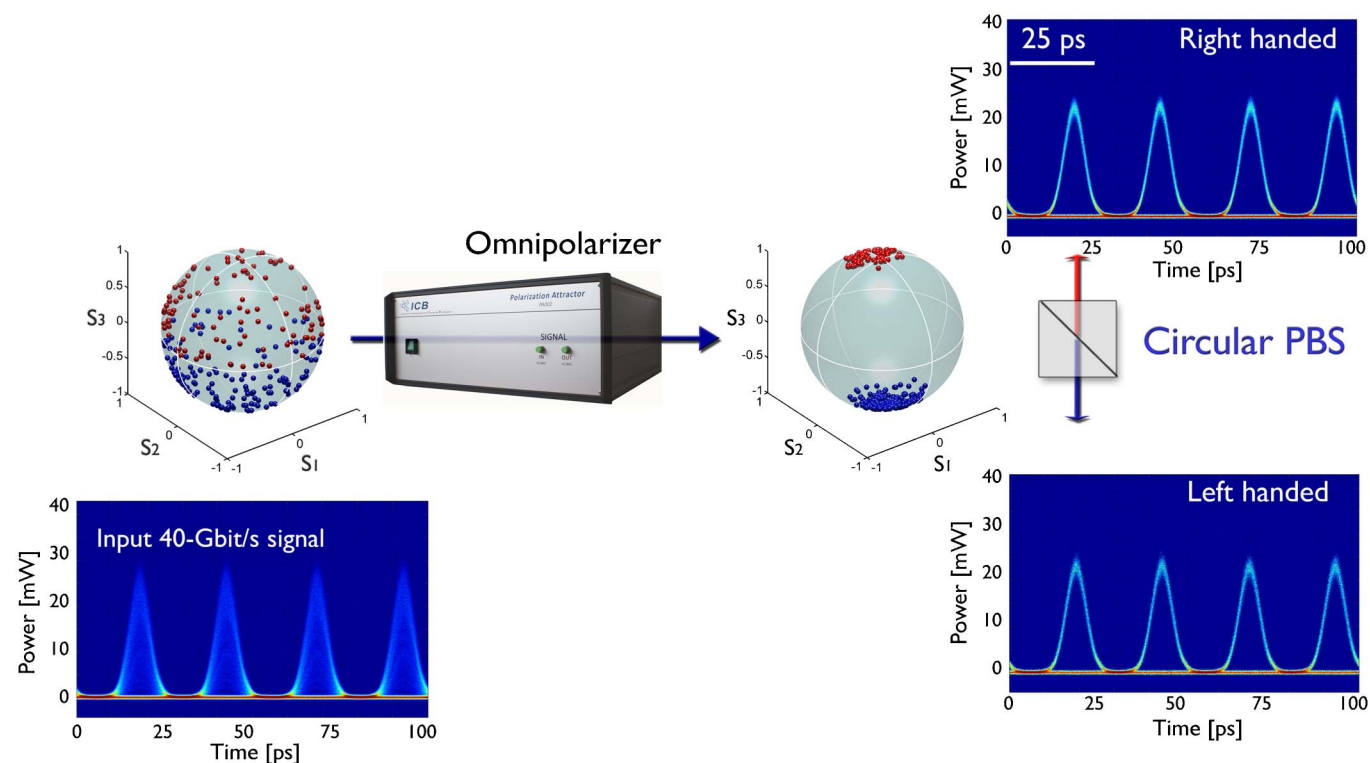 40
30
20
10
0
Power [mW]
25 ps
Right handed
0
25
50
75
100
Time [ps]
Omnipolarizer
1
0.5
S3
0
-0.5
-1
1
S2
0
-1
-1
0
S1
1
ICB
Polarization Attractor
SIGNAL
IN
OUT
1
0.5
S3
0
-0.5
-1
1
S2
0
-1
-1
0
S1
1
Circular PBS
40
30
20
10
0
Power [mW]
Input 40-Gbit/s signal
0
25
50
75
100
Time [ps]
40
30
20
10
0
Power [mW]
Left handed
0
25
50
75
100
Time [ps]